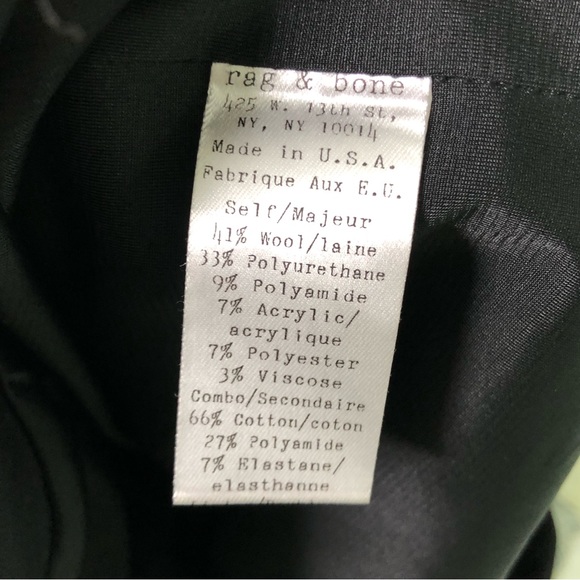 rag & bone
425 W. 13th St,
NY, NY 10014
Made in U.S.A.
Fabrique Aux E.U.
Self/Majeur
41% Wool/laine
33% Polyurethane
9% Polyamide
7% Acrylic/
acrylique
7% Polyester
3% Viscose
Combo/Secondaire
66% Cotton/coton
27% Polyamide
7% Elastane/
elasthanne